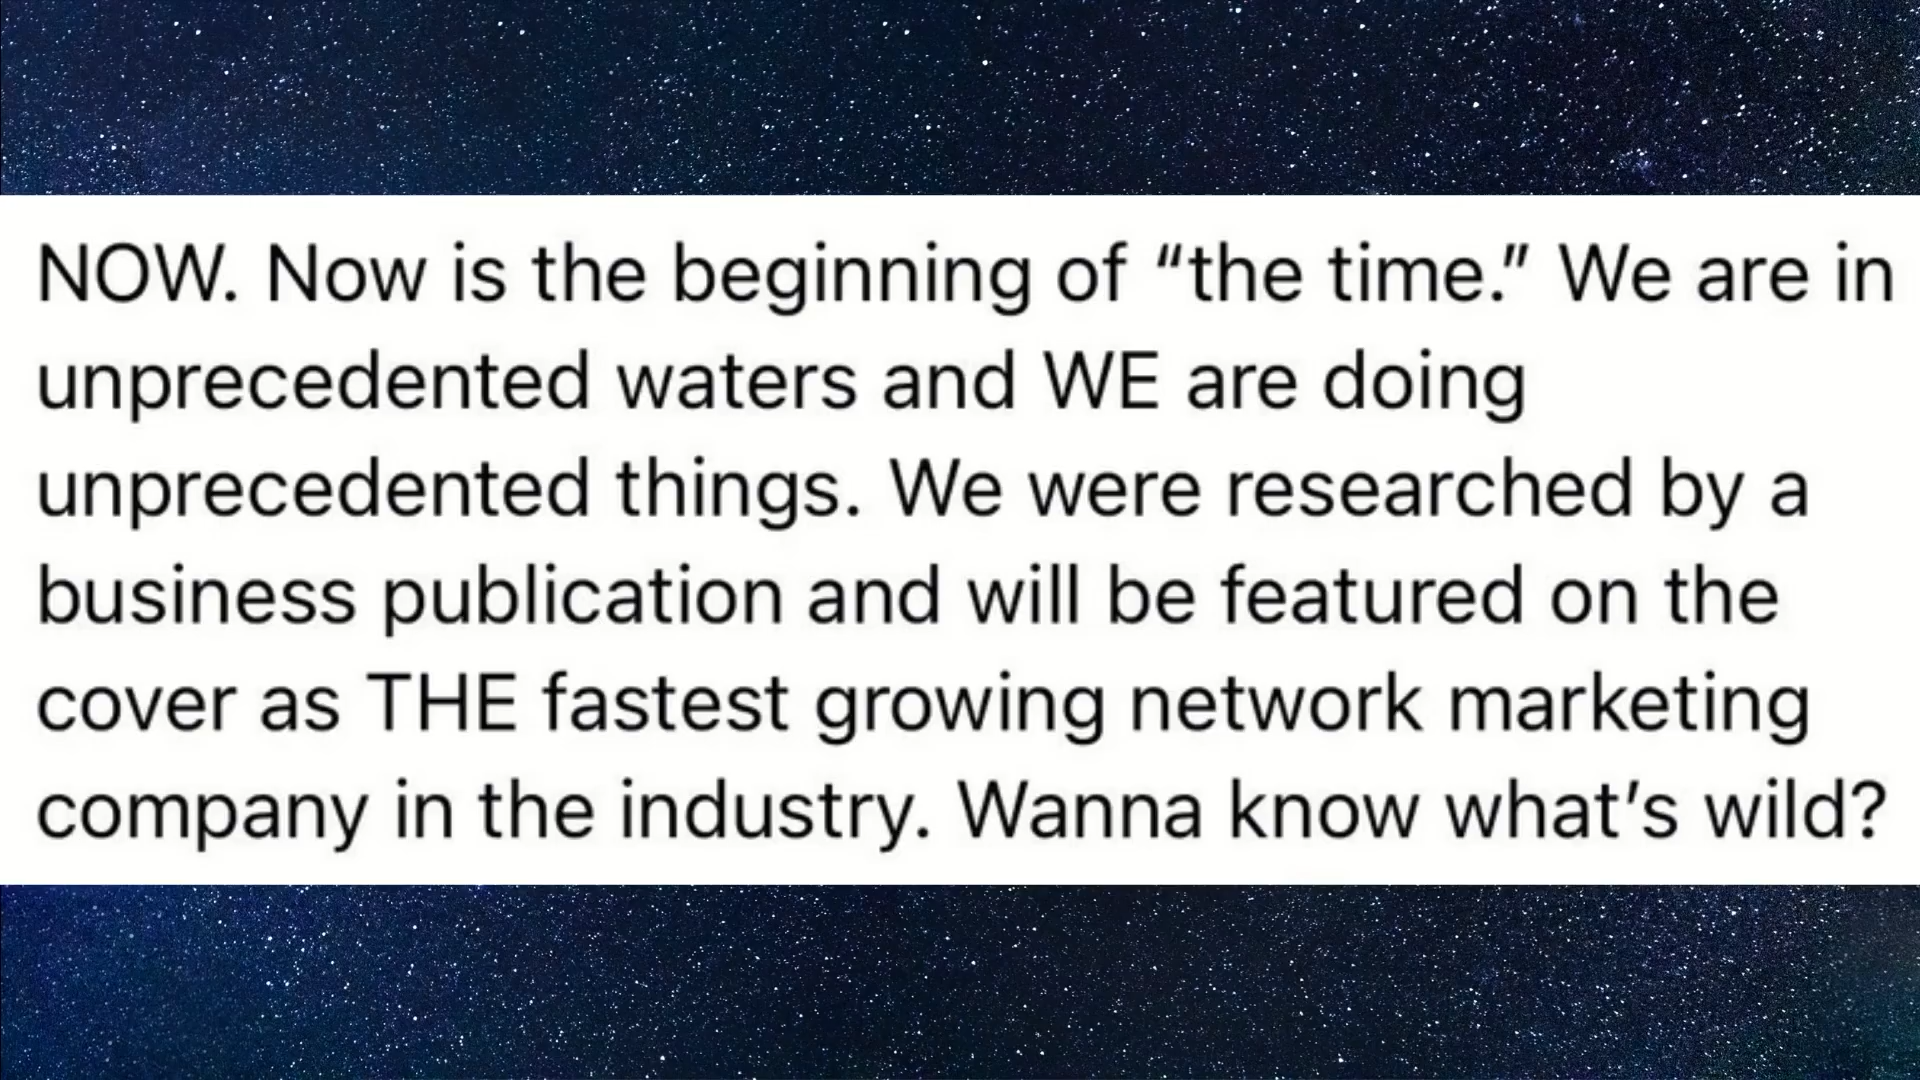 NOW. Now is the beginning of “the time.” We are in
unprecedented waters and WE are doing
unprecedented things. We were researched by a
business publication and will be featured on the
cover as THE fastest growing network marketing
company in the industry. Wanna know what’s wild?